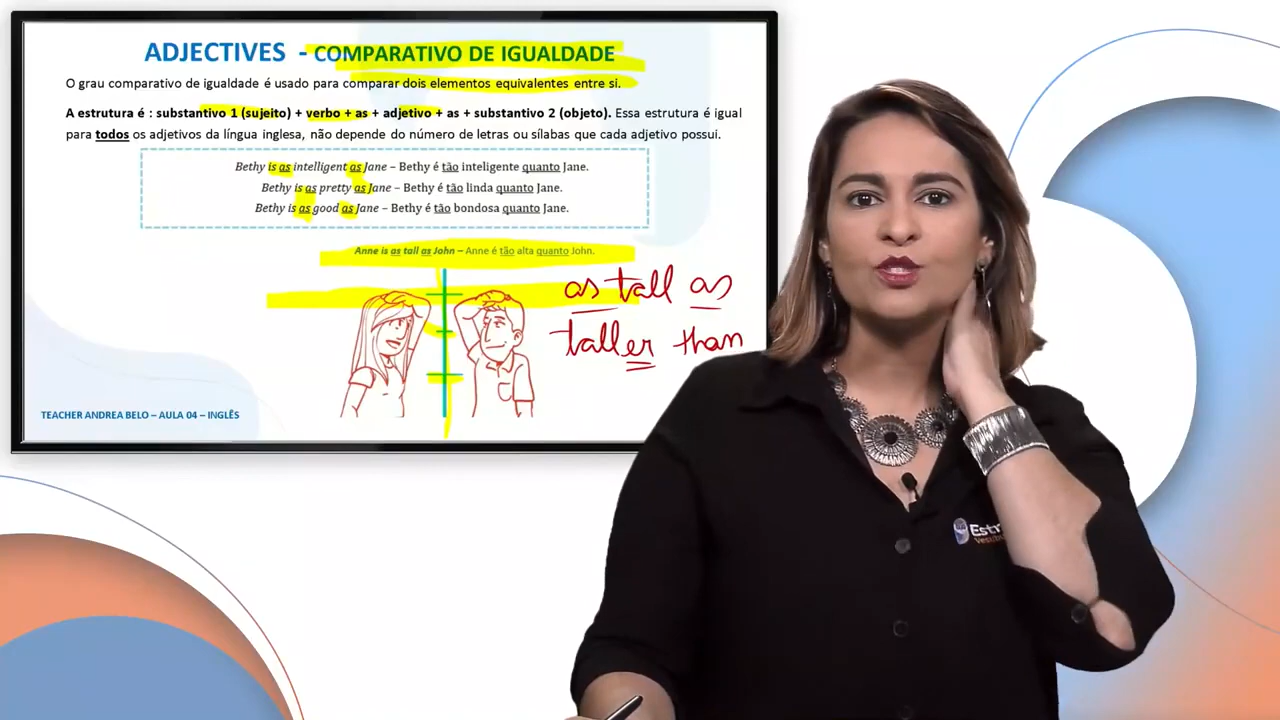 ADJECTIVES - COMPARATIVO DE IGUALDADE
O grau comparativo de igualdade é usado para comparar dois elementos equivalentes entre si.
A estrutura é : substantivo 1 (sujeito) + verbo + as + adjetivo + as + substantivo 2 (objeto). Essa estrutura é igual
para todos os adjetivos da língua inglesa, não depende do número de letras ou sílabas que cada adjetivo possui.
Bethy is as intelligent as Jane – Bethy é tão inteligente quanto Jane.
Bethy is as pretty as Jane – Bethy é tão linda quanto Jane.
Bethy is as good as Jane – Bethy é tão bondosa quanto Jane.
Anne is as tall as John – Anne é tão alta quanto John.
as tall as
taller than
TEACHER ANDREA BELO – AULA 04 – INGLÊS